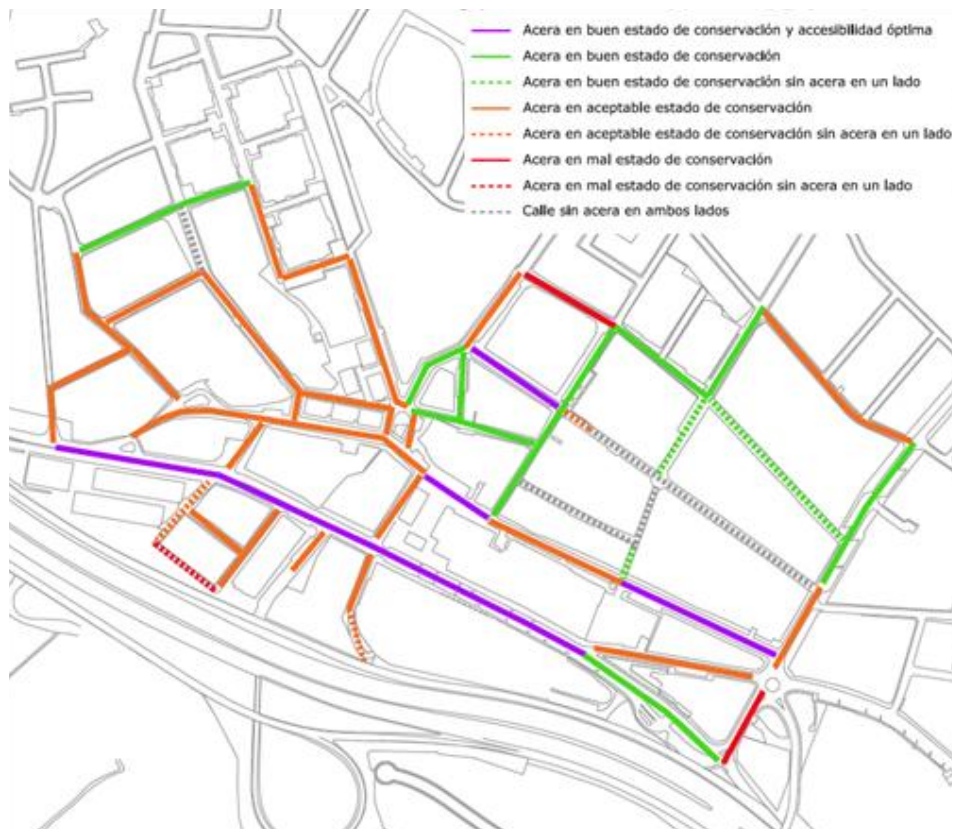 Acera en buen estado de conservación y accesibilidad óptima
Acera en buen estado de conservación
Acera en buen estado de conservación sin acera en un lado
Acera en aceptable estado de conservación
Acera en aceptable estado de conservación sin acera en un lado
Acera en mal estado de conservación
Acera en mal estado de conservación sin acera en un lado
Calle sin acera en ambos lados